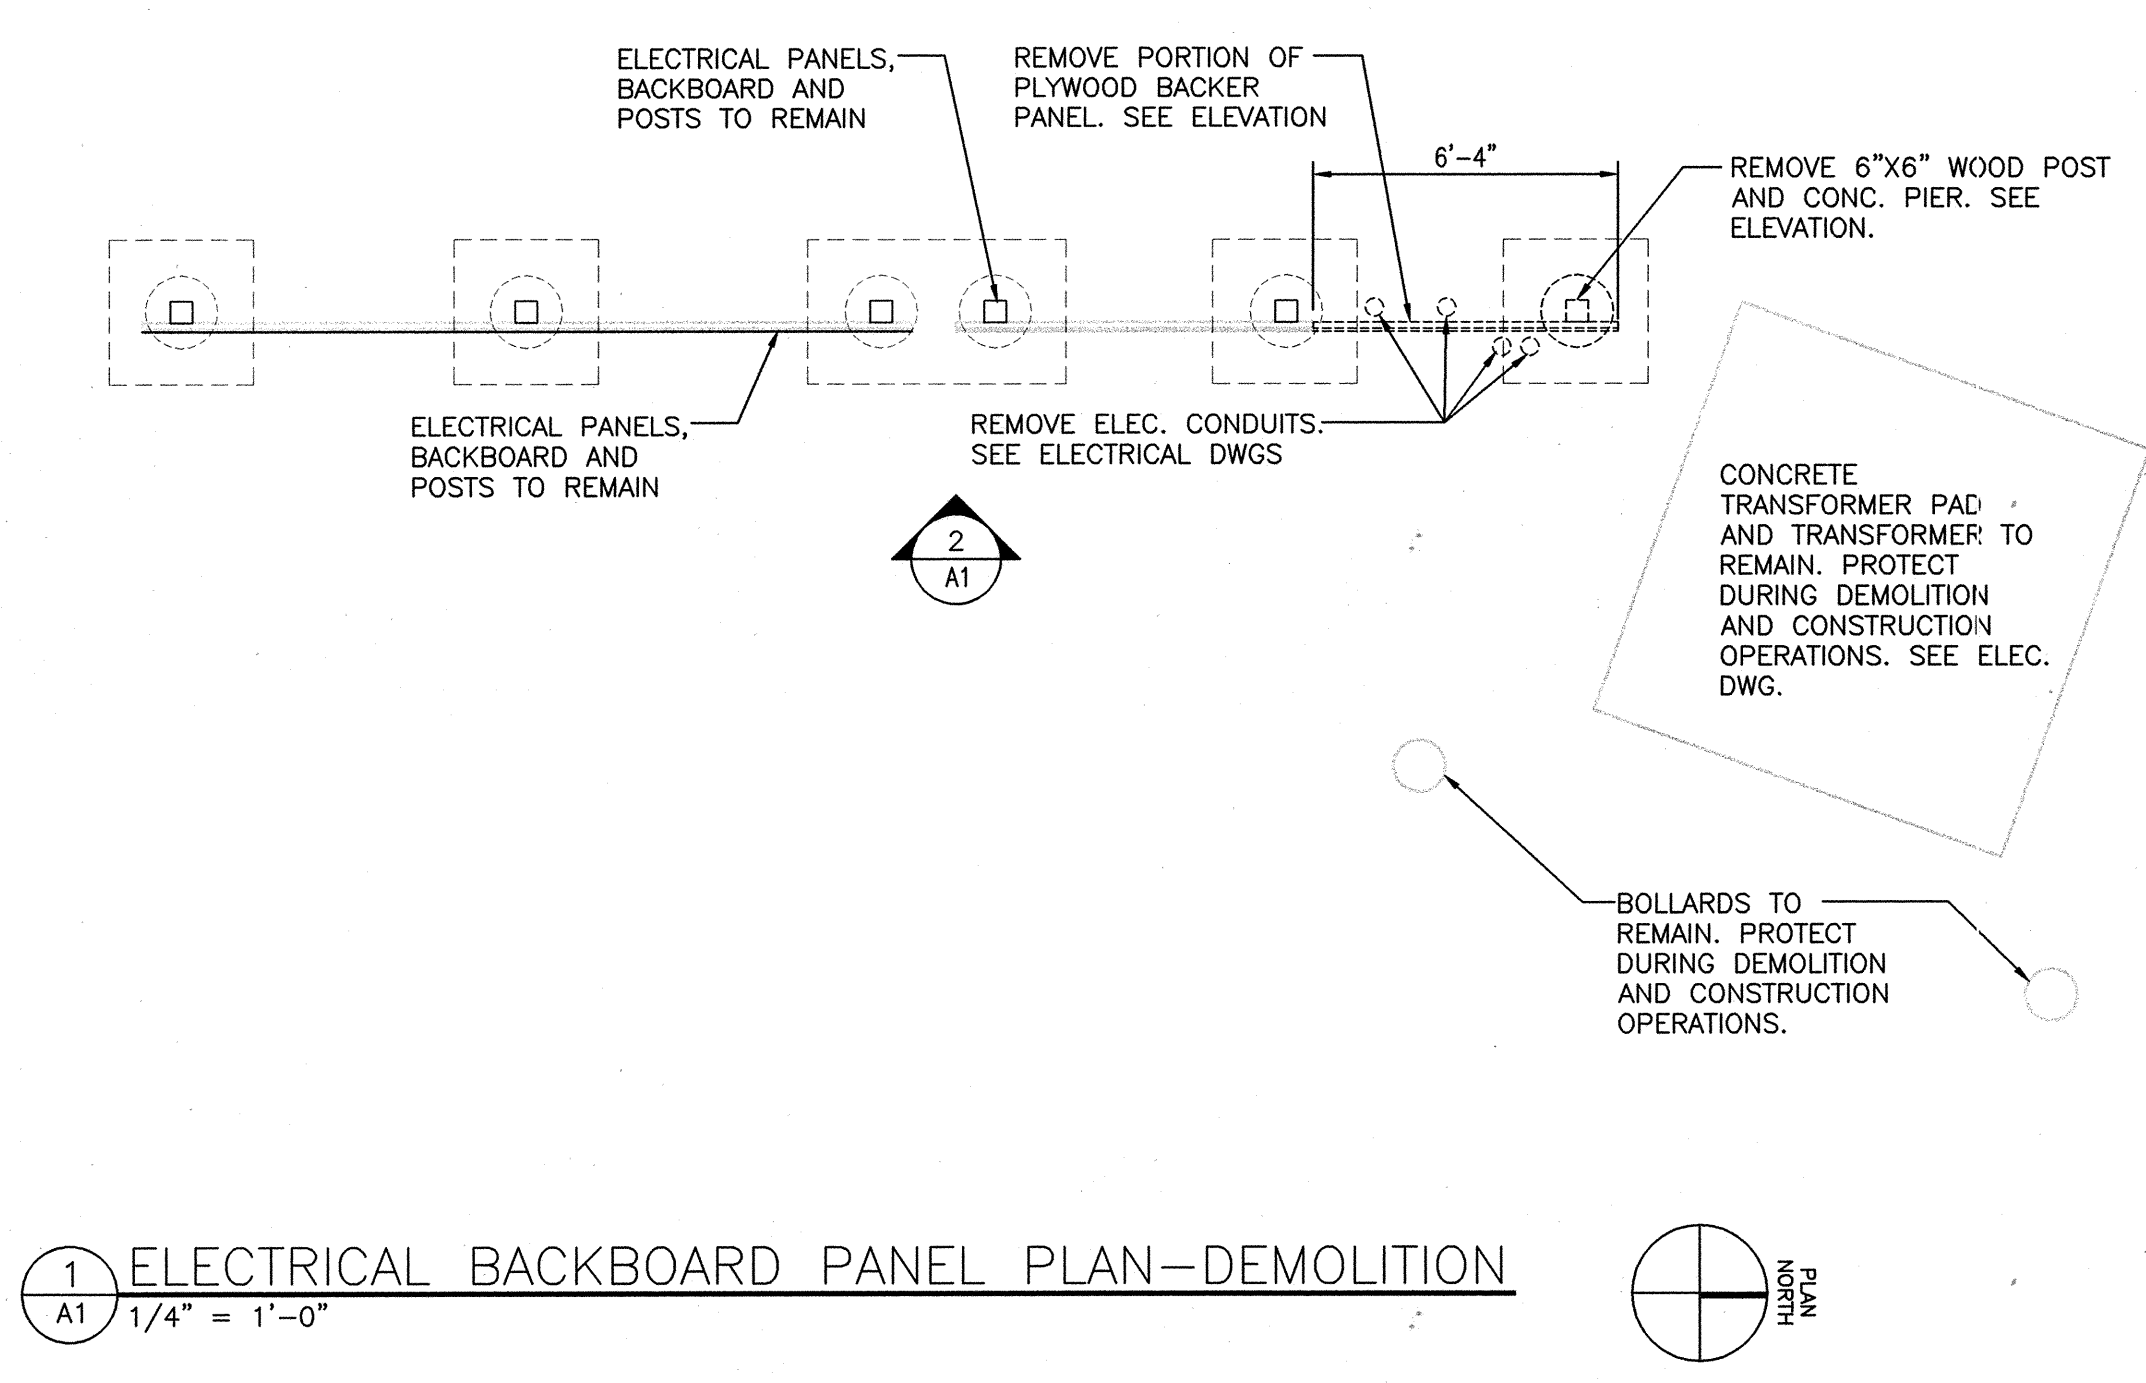 ELECTRICAL PANELS,
BACKBOARD AND
POSTS TO REMAIN
REMOVE PORTION OF
PLYWOOD BACKER
PANEL. SEE ELEVATION
6'-4"
REMOVE 6"X6" WOOD POST
AND CONC. PIER. SEE
ELEVATION.
ELECTRICAL PANELS,
BACKBOARD AND
POSTS TO REMAIN
REMOVE ELEC. CONDUITS.
SEE ELECTRICAL DWGS
2
A1
CONCRETE
TRANSFORMER PAD
AND TRANSFORMER TO
REMAIN. PROTECT
DURING DEMOLITION
AND CONSTRUCTION
OPERATIONS. SEE ELEC.
DWG.
BOLLARDS TO
REMAIN. PROTECT
DURING DEMOLITION
AND CONSTRUCTION
OPERATIONS.
1
A1
ELECTRICAL BACKBOARD PANEL PLAN-DEMOLITION
1/4" = 1'-0"
PLAN
NORTH